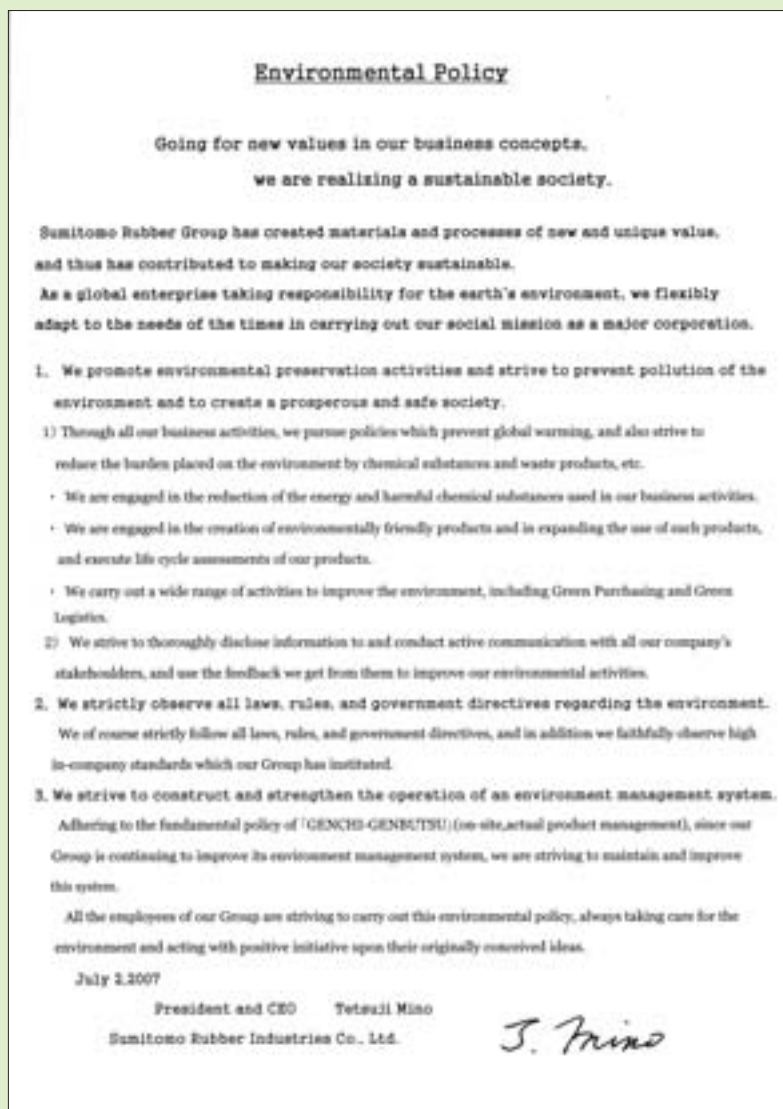 Environmental Policy
Going for new values in our business concepts,
we are realizing a sustainable society.
Sumitomo Rubber Group has created materials and processes of new and unique value,
and thus has contributed to making our society sustainable.
As a global enterprise taking responsibility for the earth's environment, we flexibly
adapt to the needs of the times in carrying out our social mission as a major corporation.
1. We promote environmental preservation activities and strive to prevent pollution of the
environment and to create a prosperous and safe society.
1) Through all our business activities, we pursue policies which prevent global warming, and also strive to
reduce the burden placed on the environment by chemical substances and waste products, etc.
・ We are engaged in the reduction of the energy and harmful chemical substances used in our business activities.
・ We are engaged in the creation of environmentally friendly products and in expanding the use of such products,
and execute life cycle assessments of our products.
・ We carry out a wide range of activities to improve the environment, including Green Purchasing and Green
Logistics.
2) We strive to thoroughly disclose information to and conduct active communication with all our company's
stakeholders, and use the feedback we get from them to improve our environmental activities.
2. We strictly observe all laws, rules, and government directives regarding the environment.
We of course strictly follow all laws, rules, and government directives, and in addition we faithfully observe high
in-company standards which our Group has instituted.
3. We strive to construct and strengthen the operation of an environment management system.
Adhering to the fundamental policy of「GENCHI-GENBUTSU」(on-site,actual product management), since our
Group is continuing to improve its environment management system, we are striving to maintain and improve
this system.
All the employees of our Group are striving to carry out this environmental policy, always taking care for the
environment and acting with positive initiative upon their originally conceived ideas.
July 2,2007
President and CEO Tetsuji Mino
Sumitomo Rubber Industries Co., Ltd.
J. Mino